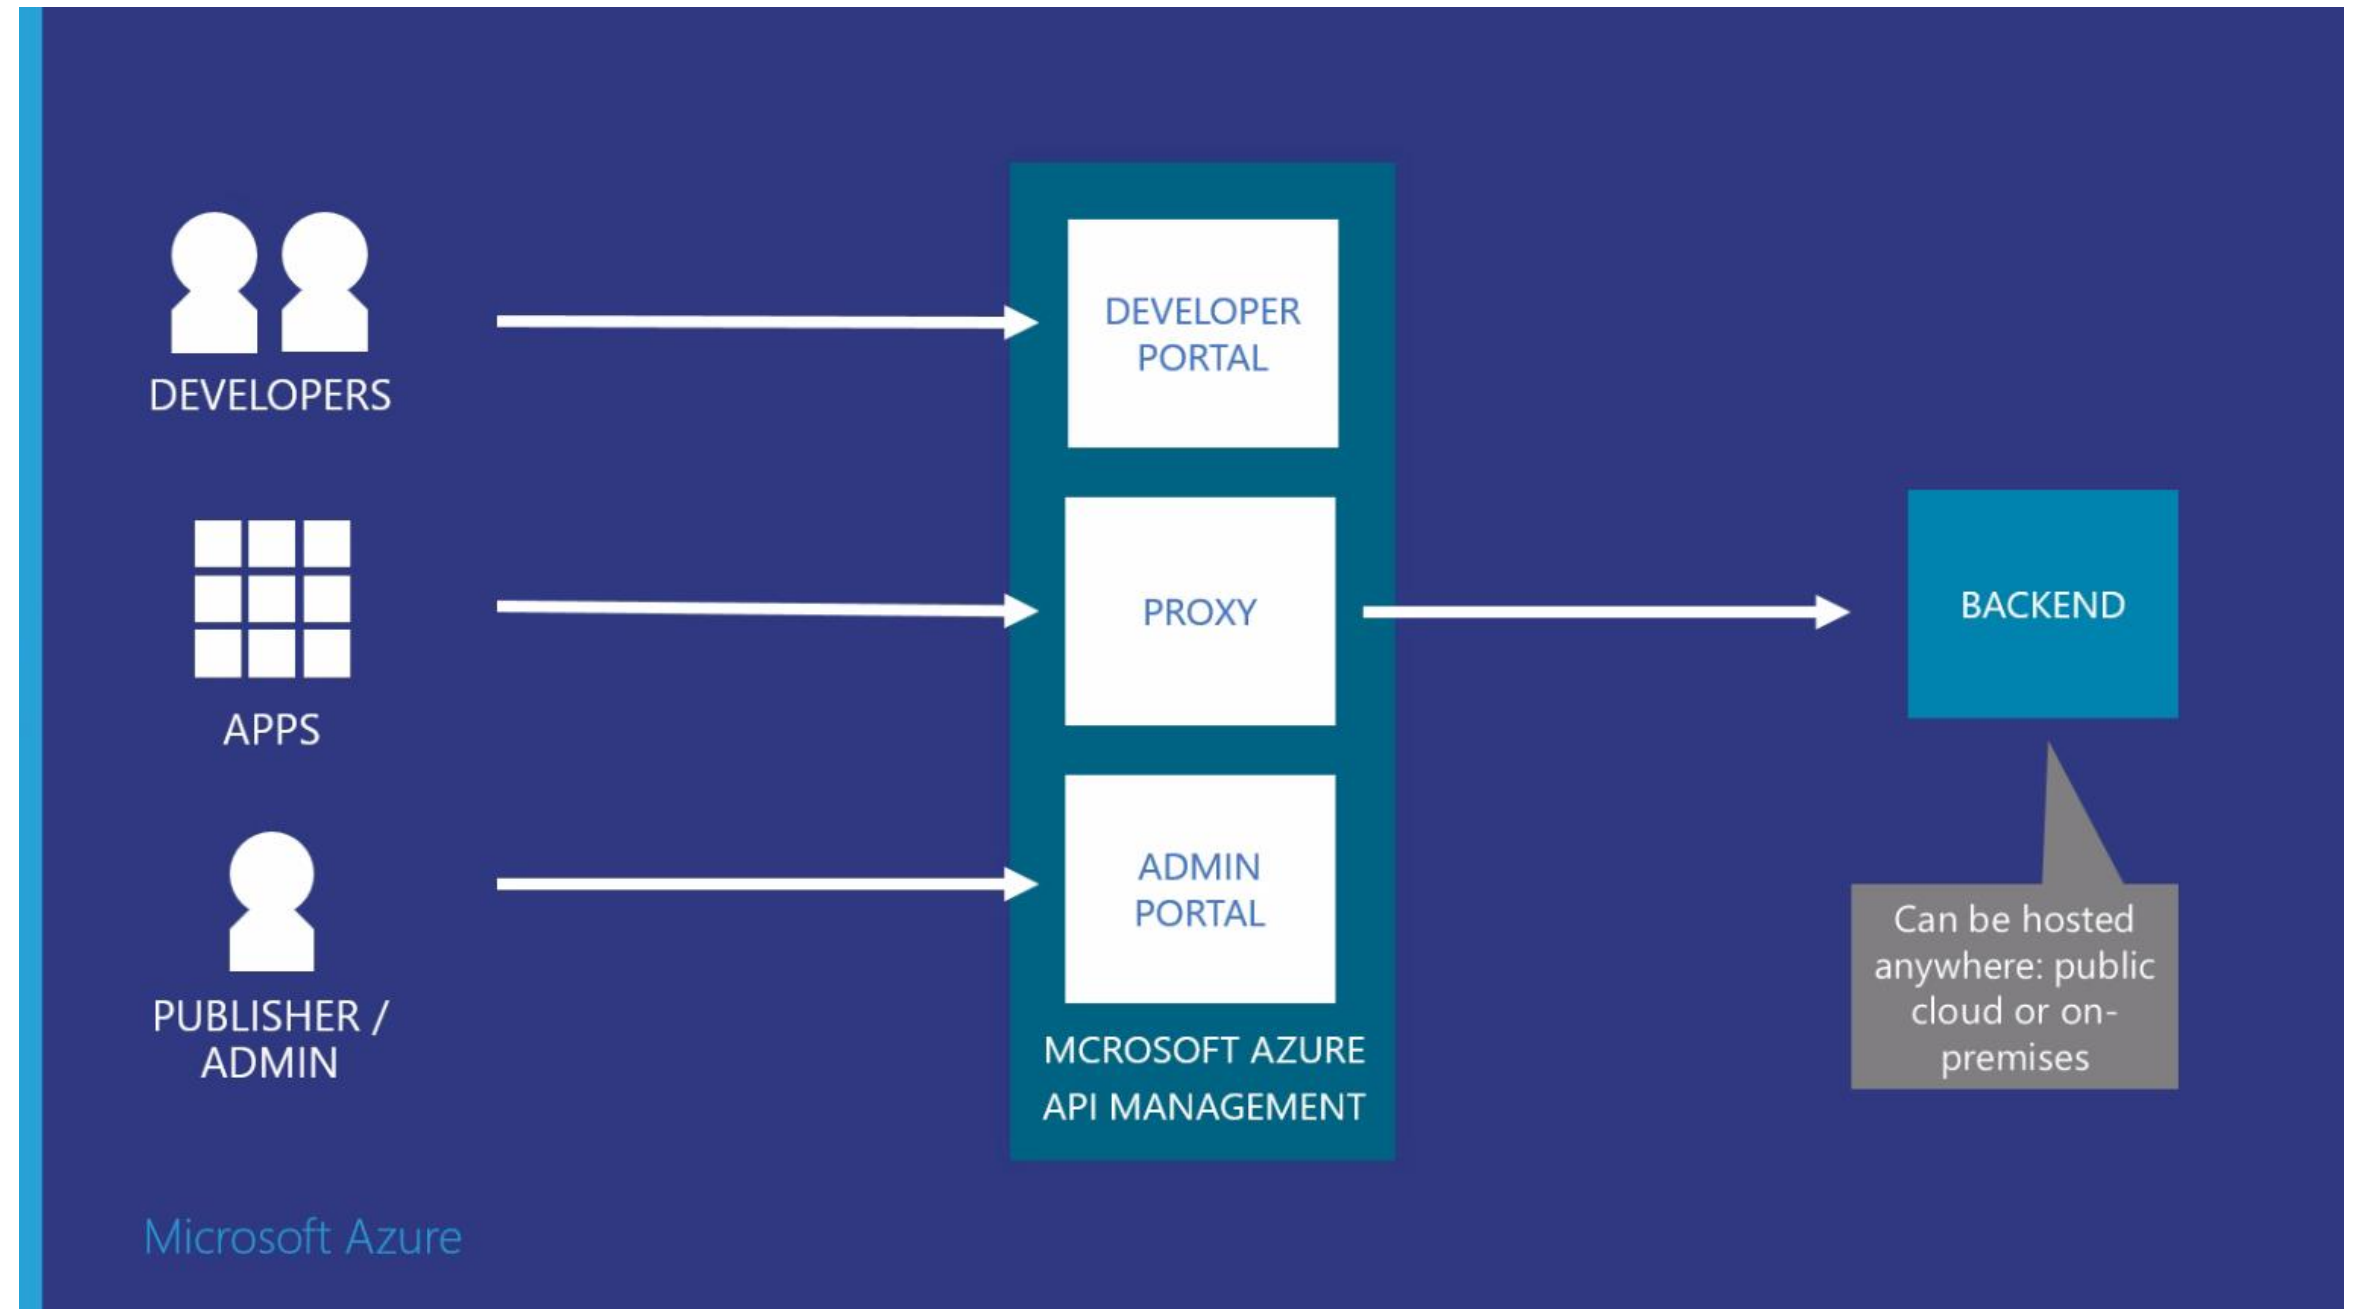 DEVELOPERS
DEVELOPER
PORTAL
APPS
PROXY
BACKEND
PUBLISHER /
ADMIN
ADMIN
PORTAL
MCROSOFT AZURE
API MANAGEMENT
Can be hosted
anywhere: public
cloud or on-
premises
Microsoft Azure